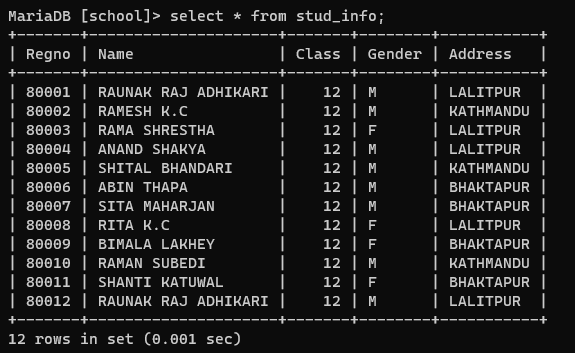 MariaDB [school]> select * from stud_info;
+-------+---------------------+-------+--------+-----------+
| Regno | Name                | Class | Gender | Address   |
+-------+---------------------+-------+--------+-----------+
| 80001 | RAUNAK RAJ ADHIKARI |    12 | M      | LALITPUR  |
| 80002 | RAMESH K.C          |    12 | M      | KATHMANDU |
| 80003 | RAMA SHRESTHA       |    12 | F      | LALITPUR  |
| 80004 | ANAND SHAKYA        |    12 | M      | LALITPUR  |
| 80005 | SHITAL BHANDARI     |    12 | M      | KATHMANDU |
| 80006 | ABIN THAPA          |    12 | M      | BHAKTAPUR |
| 80007 | SITA MAHARJAN       |    12 | M      | BHAKTAPUR |
| 80008 | RITA K.C            |    12 | F      | LALITPUR  |
| 80009 | BIMALA LAKHEY       |    12 | F      | BHAKTAPUR |
| 80010 | RAMAN SUBEDI        |    12 | M      | KATHMANDU |
| 80011 | SHANTI KATUWAL      |    12 | F      | BHAKTAPUR |
| 80012 | RAUNAK RAJ ADHIKARI |    12 | M      | LALITPUR  |
+-------+---------------------+-------+--------+-----------+
12 rows in set (0.001 sec)